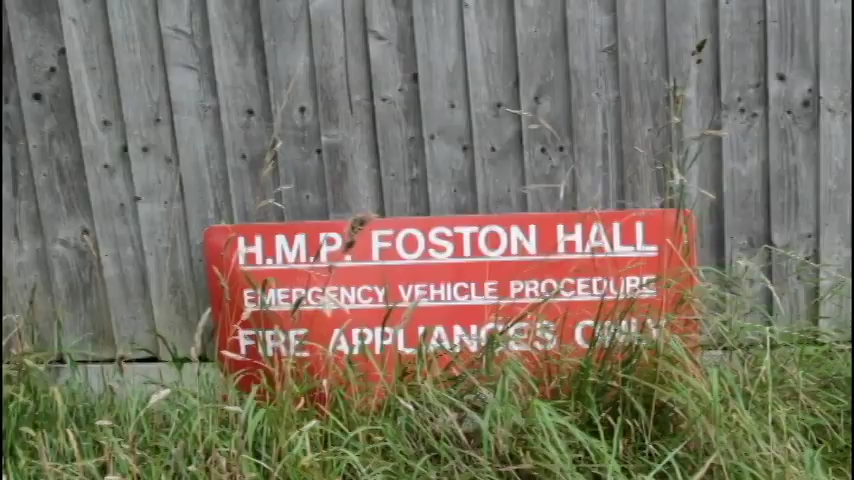 H.M.P. FOSTON HALL
EMERGENCY VEHICLE PROCEDURE
FIRE APPLIANCES ONLY